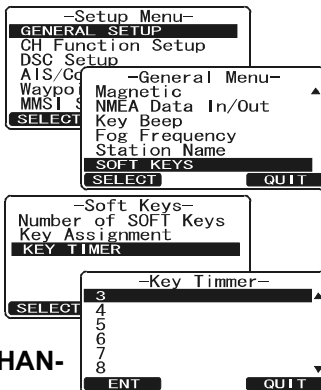 -Setup Menu-
GENERAL SETUP
CH Function Setup
DSC Setup
AIS/Co
Waypoi
MMSI S
SELECT
-General Menu-
Magnetic
NMEA Data In/Out
Key Beep
Fog Frequency
Station Name
SOFT KEYS
SELECT QUIT
-Soft Keys-
Number of SOFT Keys
Key Assignment
KEY TIMER
SELECT
-Key Timmer-
3
4
5
6
7
8
ENT QUIT
HAN-